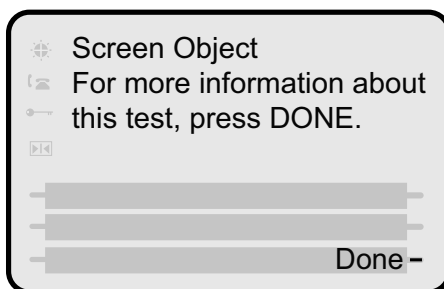 Screen Object
For more information about
this test, press DONE.
Done